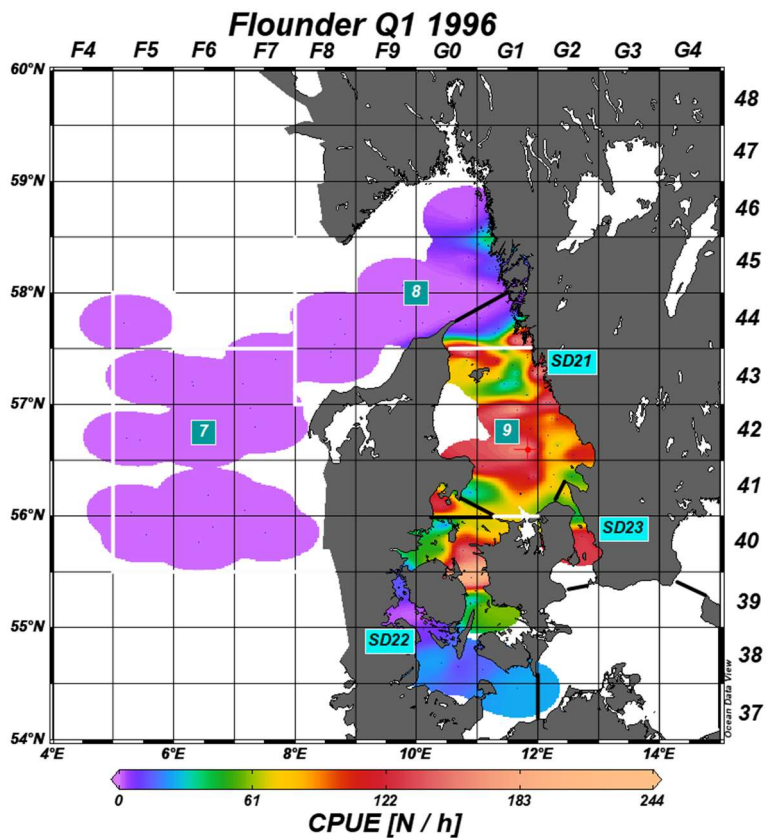 Flounder Q1 1996
F4 F5 F6 F7 F8 F9 G0 G1 G2 G3 G4
60°N
48
47
59°N
46
45
58°N
8
44
SD21
43
57°N
7
9
42
41
56°N
SD23
40
39
55°N
SD22
38
37
54°N
Ocean Data View
4°E 6°E 8°E 10°E 12°E 14°E
0 61 122 183 244
CPUE [N / h]